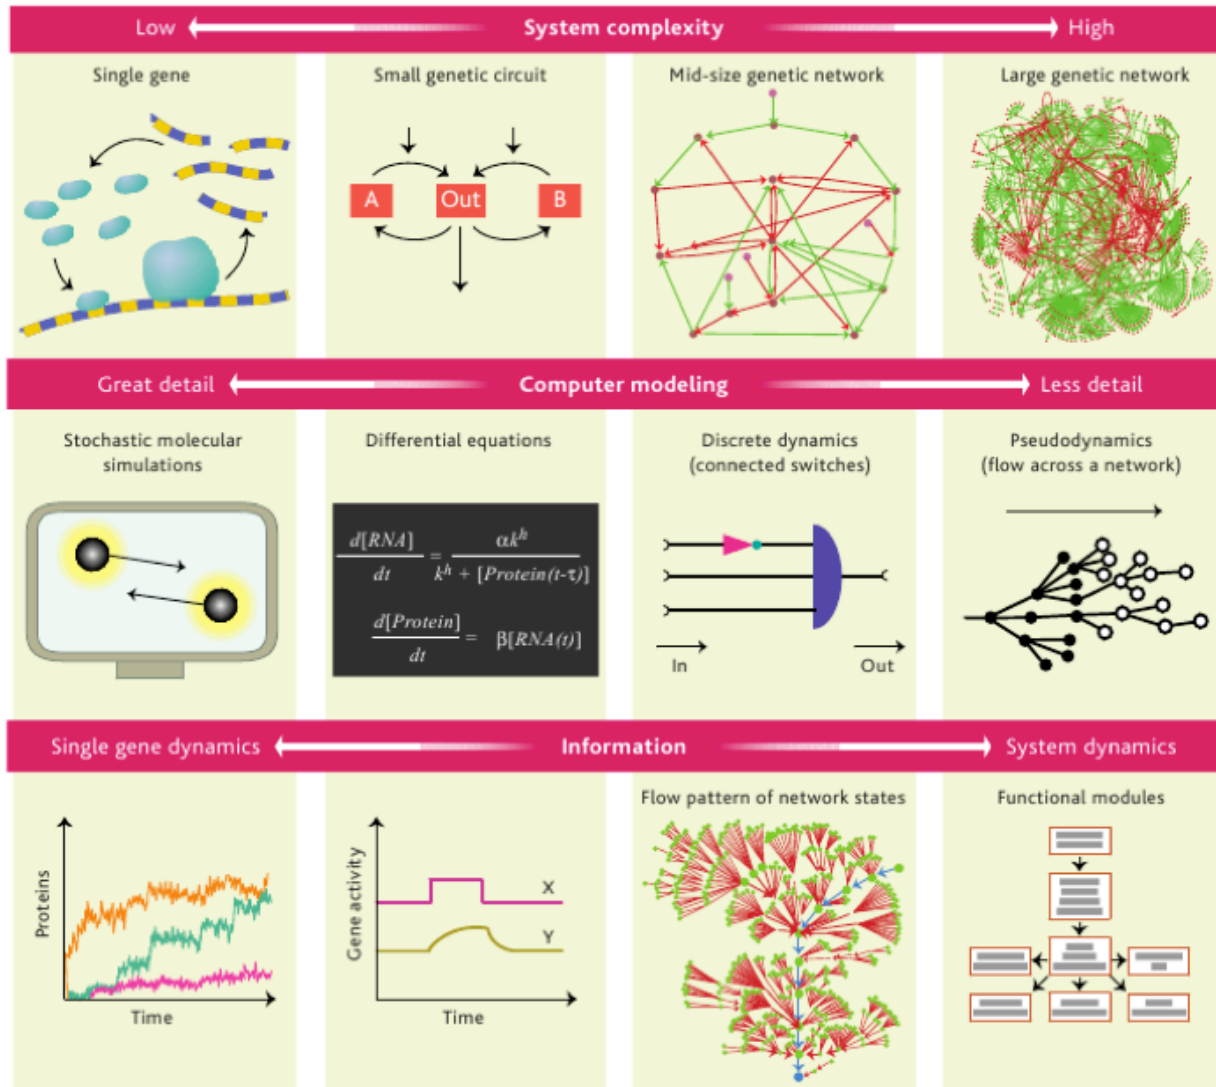 Low System complexity High
Single gene Small genetic circuit Mid-size genetic network Large genetic network
A Out B
Great detail Computer modeling Less detail
Stochastic molecular simulations
Differential equations
Discrete dynamics (connected switches)
Pseudodynamics (flow across a network)
d[RNA]/dt = αk^h / k^h + [Protein(t-τ)]
d[Protein]/dt = β[RNA(t)]
In Out
Single gene dynamics Information System dynamics
Flow pattern of network states Functional modules
Proteins
Time
Gene activity
X
Y
Time